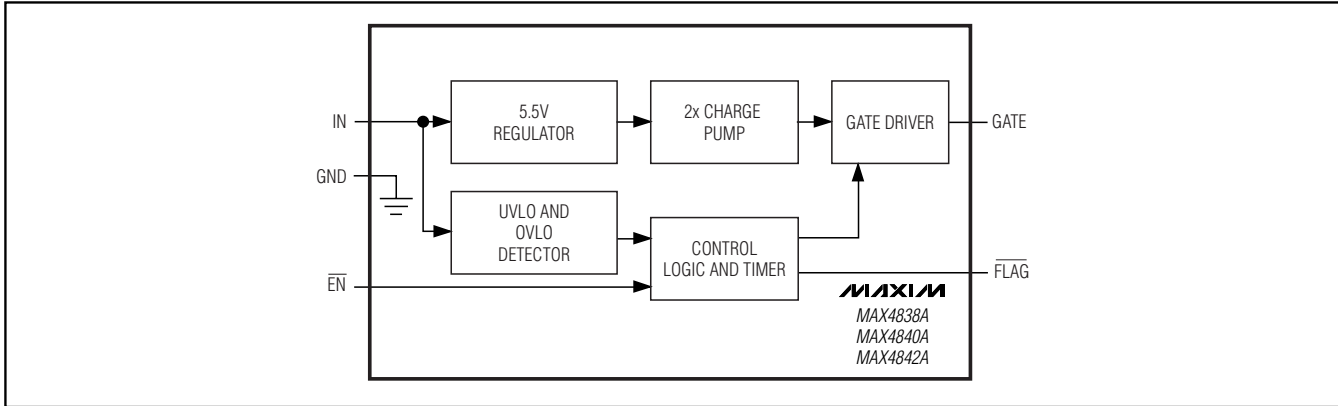 IN
5.5V
REGULATOR
2x CHARGE
PUMP
GATE DRIVER
GATE
GND
UVLO AND
OVLO
DETECTOR
CONTROL
LOGIC AND TIMER
EN
FLAG
MAXIM
MAX4838A
MAX4840A
MAX4842A